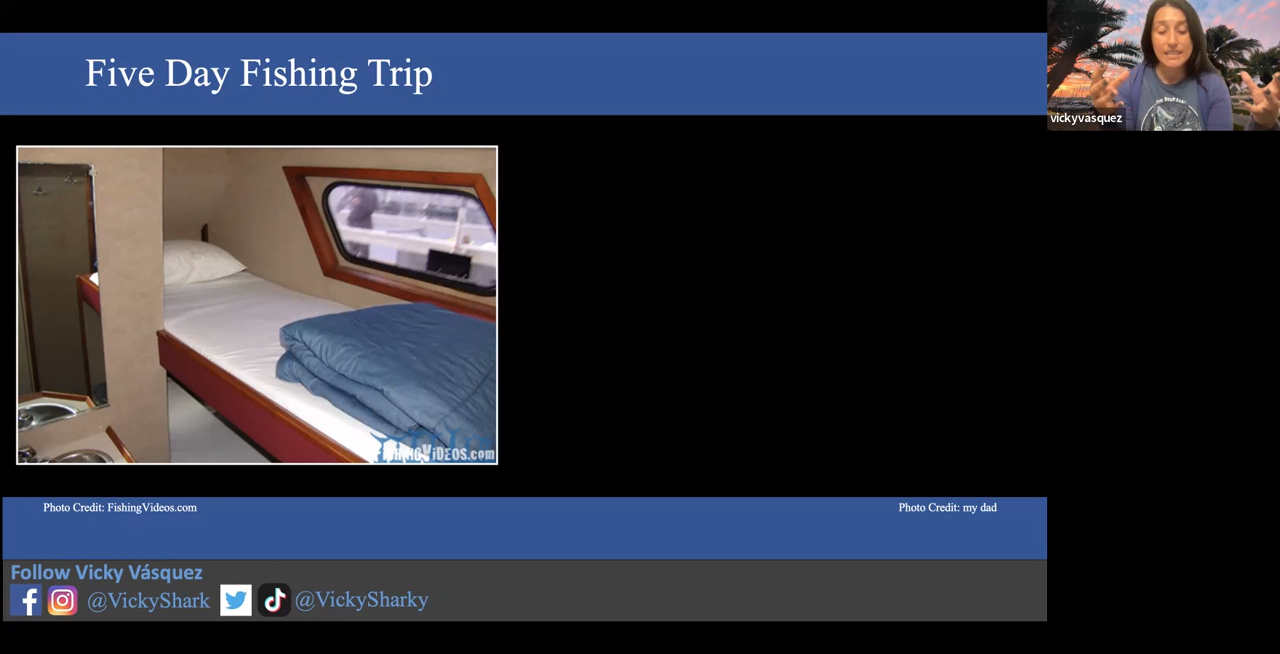 Five Day Fishing Trip
vickyvasquez
FishingVideos.com
Photo Credit: FishingVideos.com
Photo Credit: my dad
Follow Vicky Vásquez
@VickyShark
@VickySharky